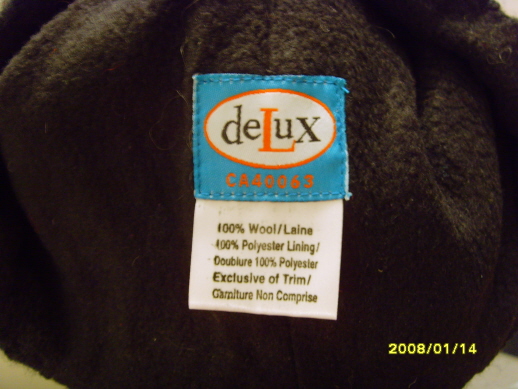 deLux
CA40063
100% Wool/Laine
100% Polyester Lining/
Doublure 100% Polyester
Exclusive of Trim/
Garniture Non Comprise
2008/01/14